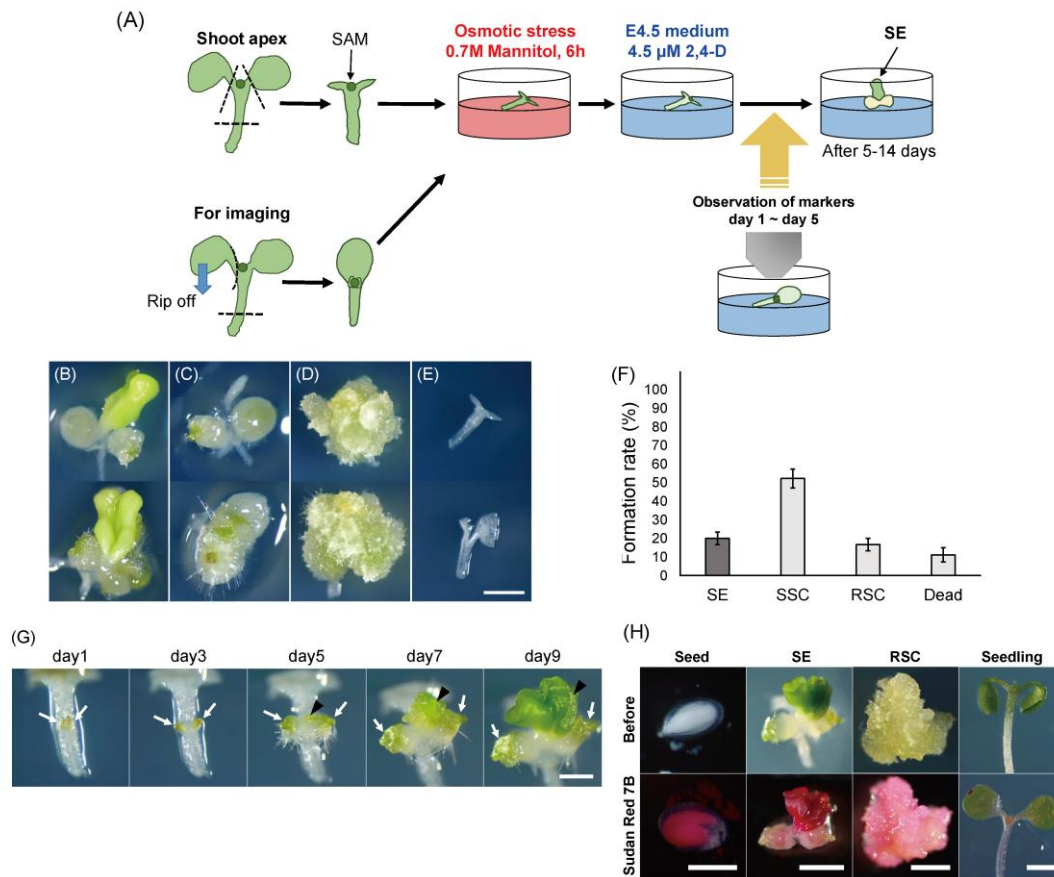 (A)
Shoot apex
SAM
Osmotic stress
0.7M Mannitol, 6h
E4.5 medium
4.5 µM 2,4-D
SE
After 5-14 days
For imaging
Rip off
Observation of markers
day 1 ~ day 5
(B)
(C)
(D)
(E)
(F)
Formation rate (%)
100
90
80
70
60
50
40
30
20
10
0
SE SSC RSC Dead
(G)
day1 day3 day5 day7 day9
(H)
Seed SE RSC Seedling
Before
Sudan Red 7B